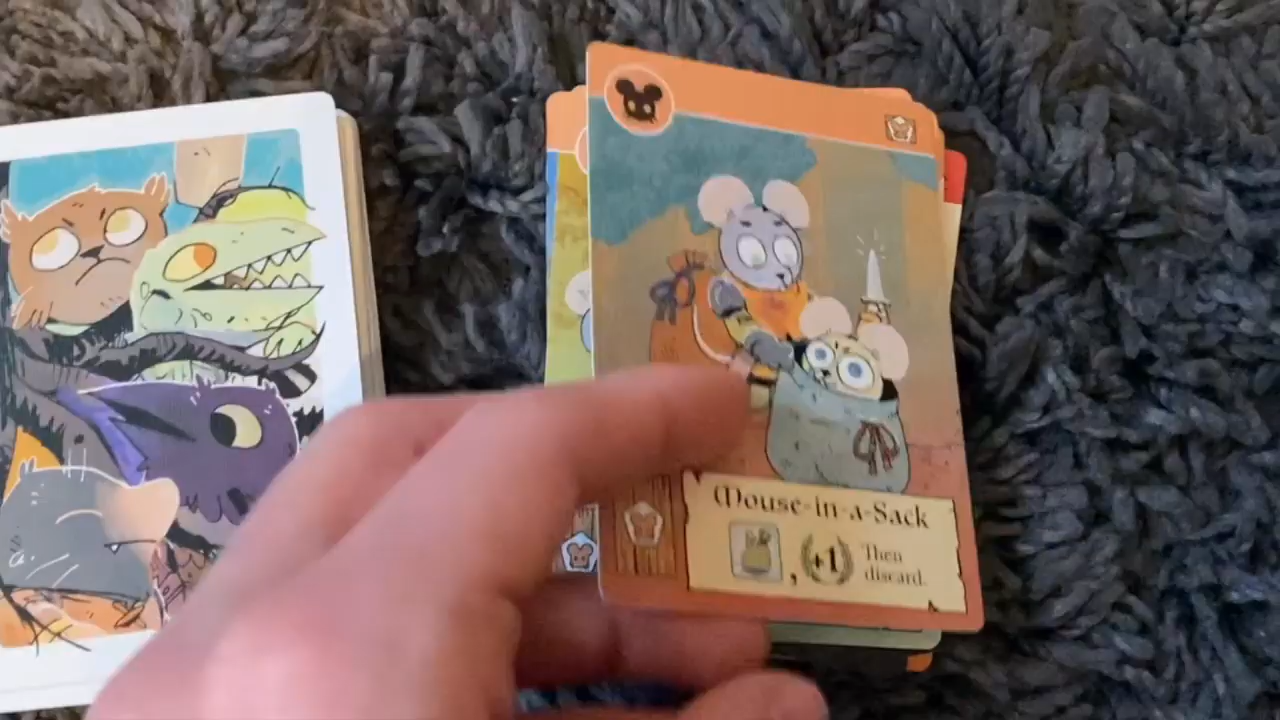 Mouse-in-a-Sack
, +1 Then
discard.